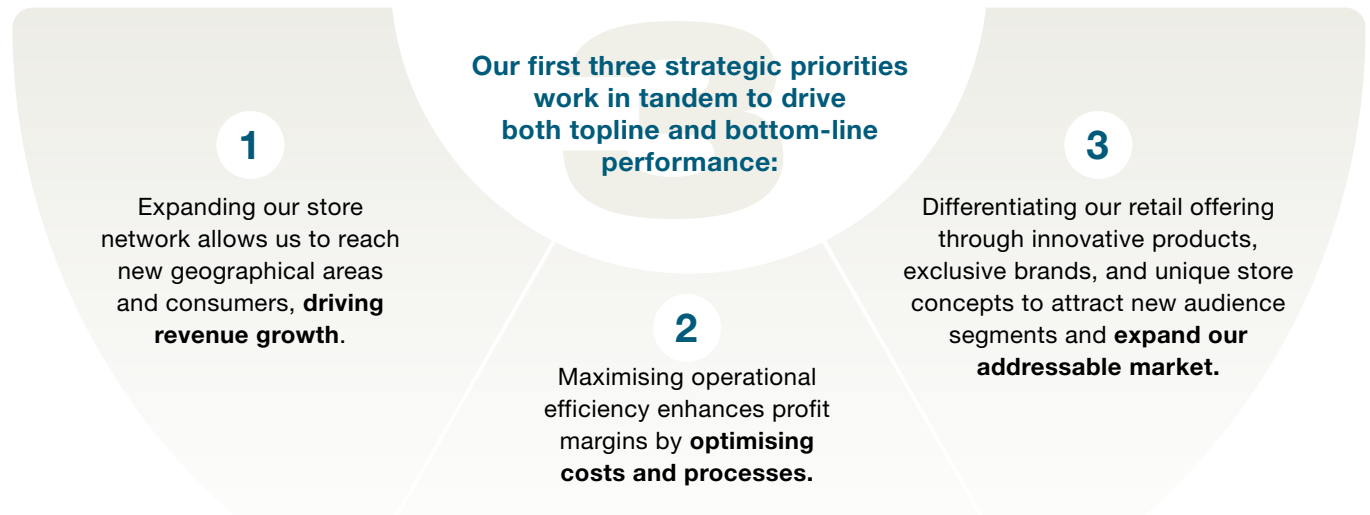 3
Our first three strategic priorities
work in tandem to drive
both topline and bottom-line
performance:
1
Expanding our store
network allows us to reach
new geographical areas
and consumers, driving
revenue growth.
2
Maximising operational
efficiency enhances profit
margins by optimising
costs and processes.
3
Differentiating our retail offering
through innovative products,
exclusive brands, and unique store
concepts to attract new audience
segments and expand our
addressable market.